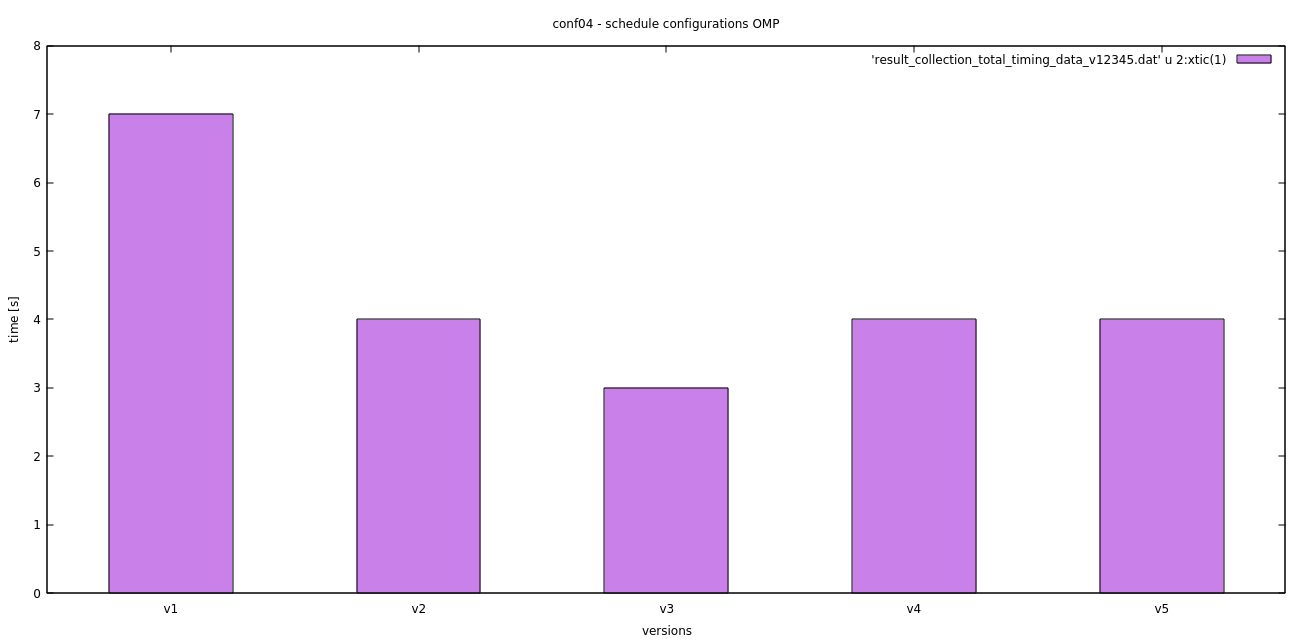 conf04 - schedule configurations OMP
'result_collection_total_timing_data_v12345.dat' u 2:xtic(1)
8
7
6
5
4
3
2
1
0
time [s]
v1 v2 v3 v4 v5
versions